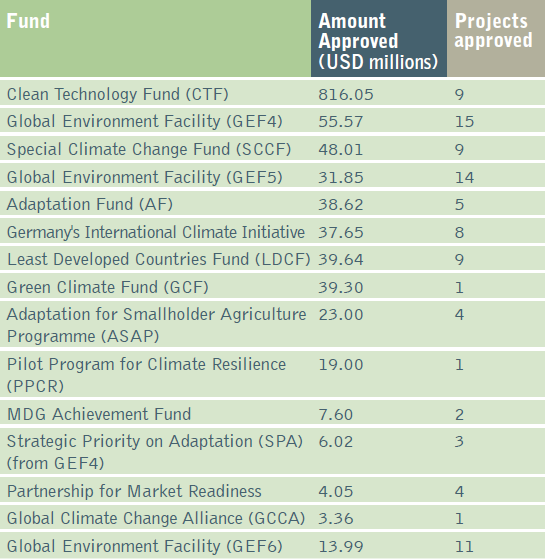 Fund Amount Approved (USD millions) Projects approved
Clean Technology Fund (CTF) 816.05 9
Global Environment Facility (GEF4) 55.57 15
Special Climate Change Fund (SCCF) 48.01 9
Global Environment Facility (GEF5) 31.85 14
Adaptation Fund (AF) 38.62 5
Germany's International Climate Initiative 37.65 8
Least Developed Countries Fund (LDCF) 39.64 9
Green Climate Fund (GCF) 39.30 1
Adaptation for Smallholder Agriculture 23.00 4
Programme (ASAP)
Pilot Program for Climate Resilience 19.00 1
(PPCR)
MDG Achievement Fund 7.60 2
Strategic Priority on Adaptation (SPA) 6.02 3
(from GEF4)
Partnership for Market Readiness 4.05 4
Global Climate Change Alliance (GCCA) 3.36 1
Global Environment Facility (GEF6) 13.99 11